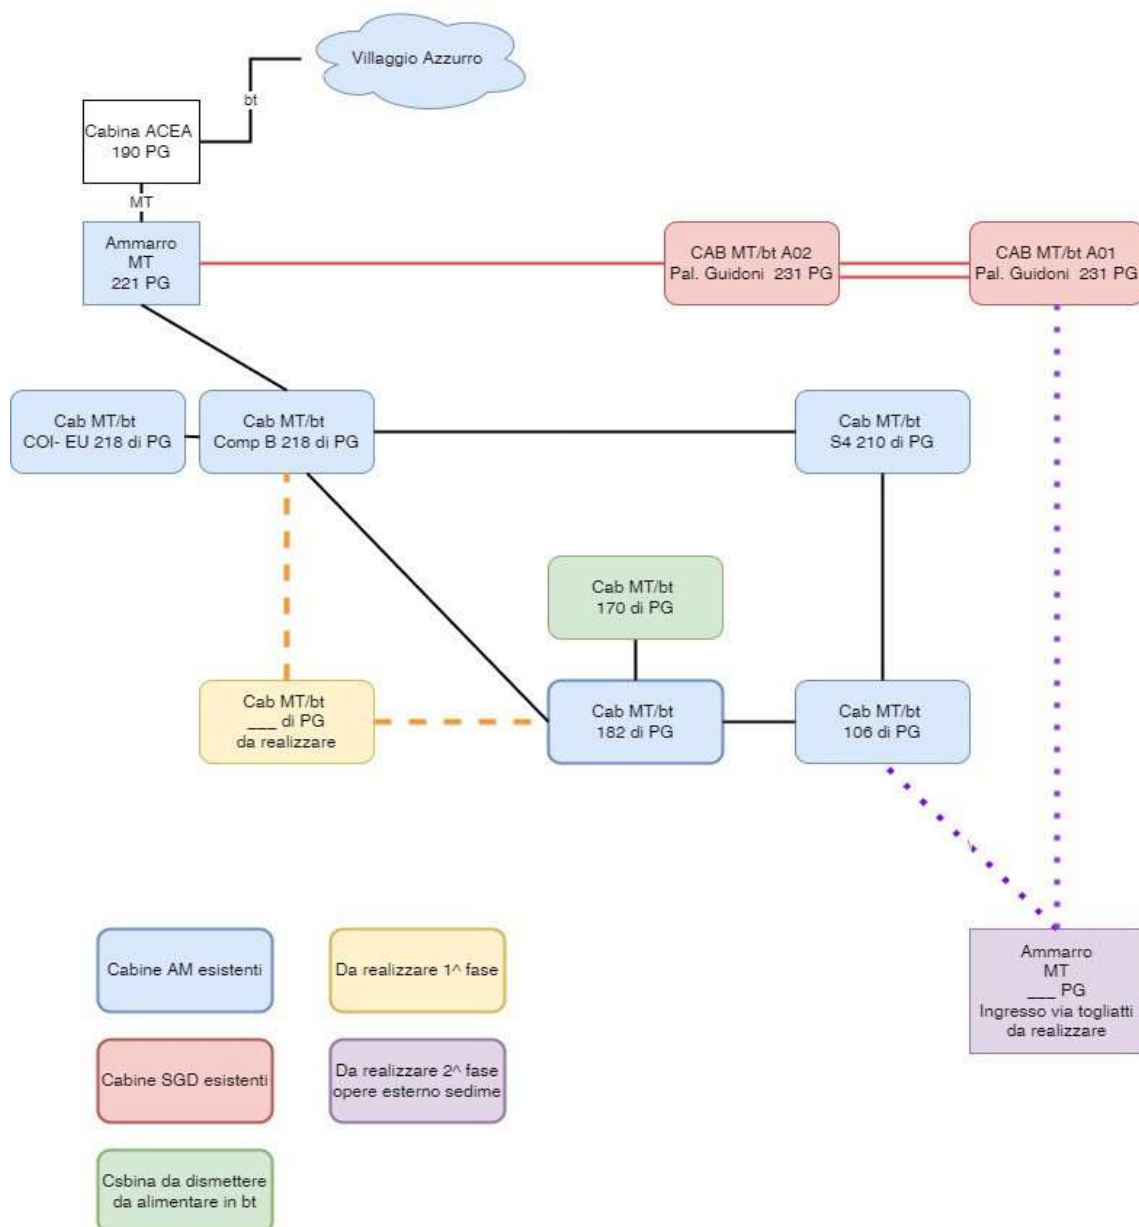 Villaggio Azzurro
bt
Cabina ACEA
190 PG
MT
Ammarro
MT
221 PG
CAB MT/bt A02
Pal. Guidoni 231 PG
CAB MT/bt A01
Pal. Guidoni 231 PG
Cab MT/bt
COI- EU 218 di PG
Cab MT/bt
Comp B 218 di PG
Cab MT/bt
S4 210 di PG
Cab MT/bt
170 di PG
Cab MT/bt
___ di PG
da realizzare
Cab MT/bt
182 di PG
Cab MT/bt
106 di PG
Ammarro
MT
___ PG
Ingresso via togliatti
da realizzare
Cabine AM esistenti
Da realizzare 1^ fase
Cabine SGD esistenti
Da realizzare 2^ fase
opere esterno sedime
Csbina da dismettere
da alimentare in bt